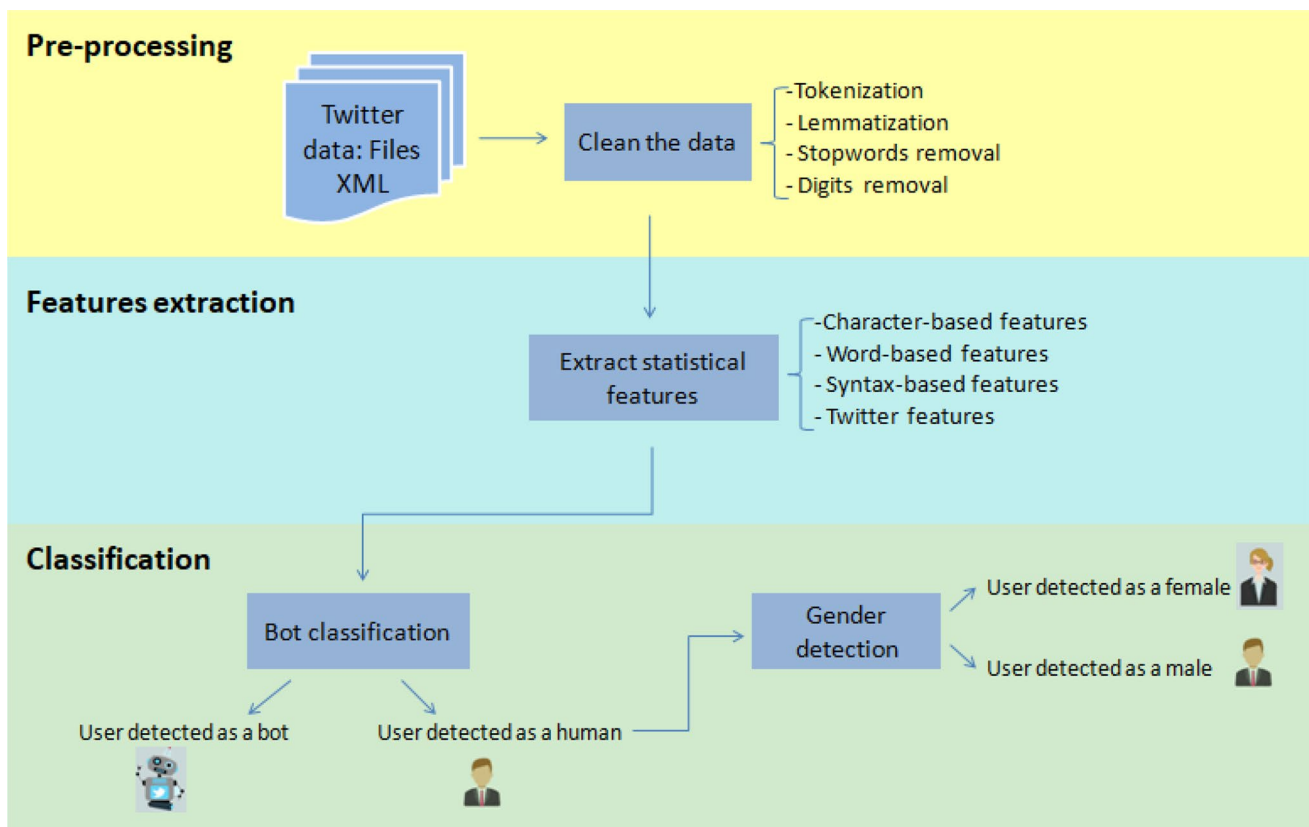 Pre-processing
Twitter
data: Files
XML
Clean the data
-Tokenization
- Lemmatization
- Stopwords removal
- Digits removal
Features extraction
Extract statistical
features
-Character-based features
- Word-based features
- Syntax-based features
- Twitter features
Classification
Bot classification
User detected as a bot
User detected as a human
Gender
detection
User detected as a female
User detected as a male